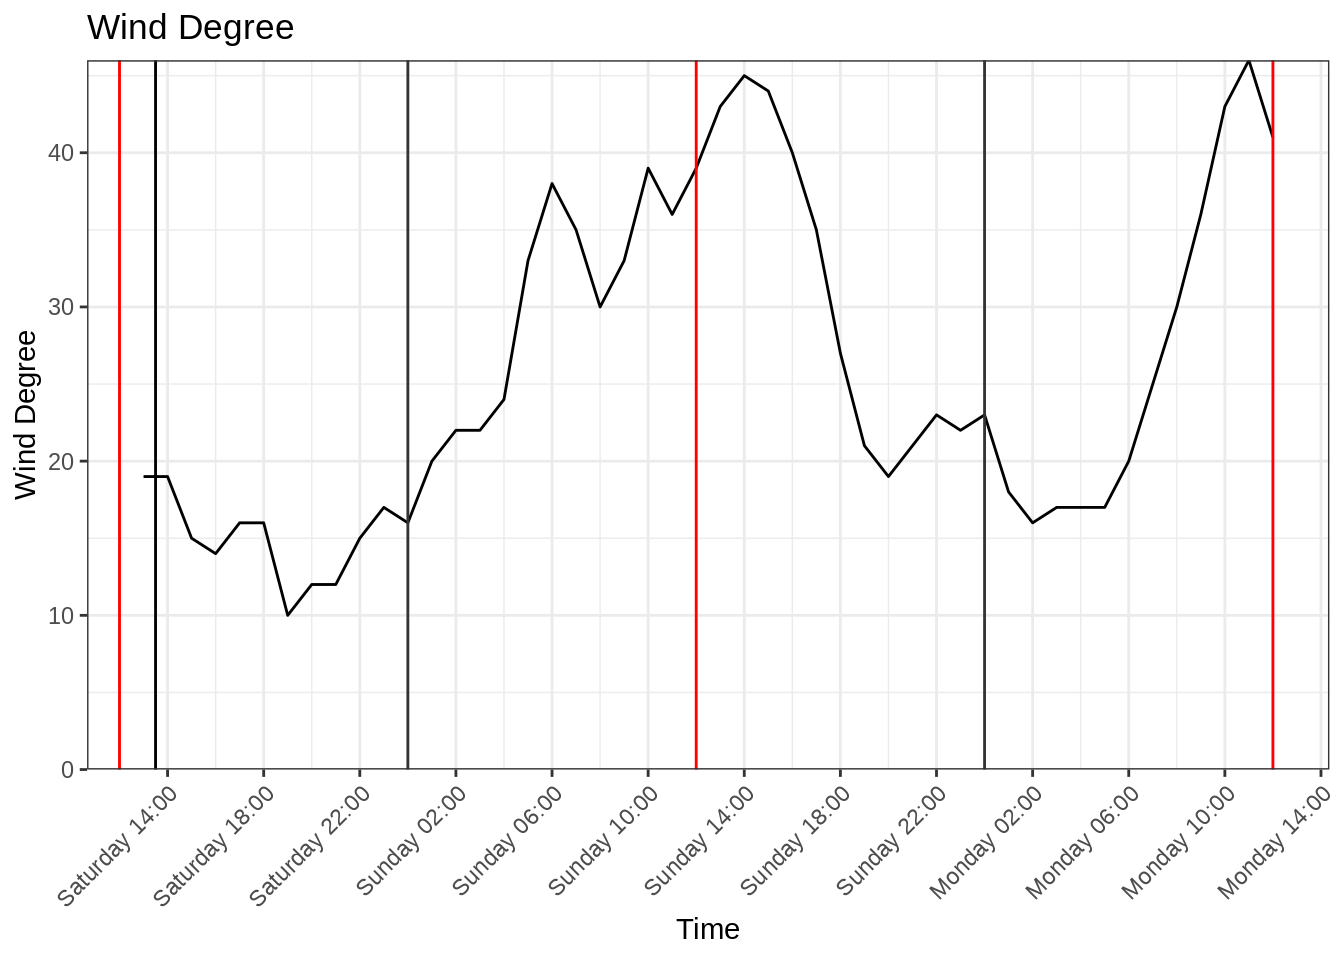 Wind Degree
Wind Degree
40
30
20
10
0
Saturday 14:00
Saturday 18:00
Saturday 22:00
Sunday 02:00
Sunday 06:00
Sunday 10:00
Sunday 14:00
Sunday 18:00
Sunday 22:00
Monday 02:00
Monday 06:00
Monday 10:00
Monday 14:00
Time